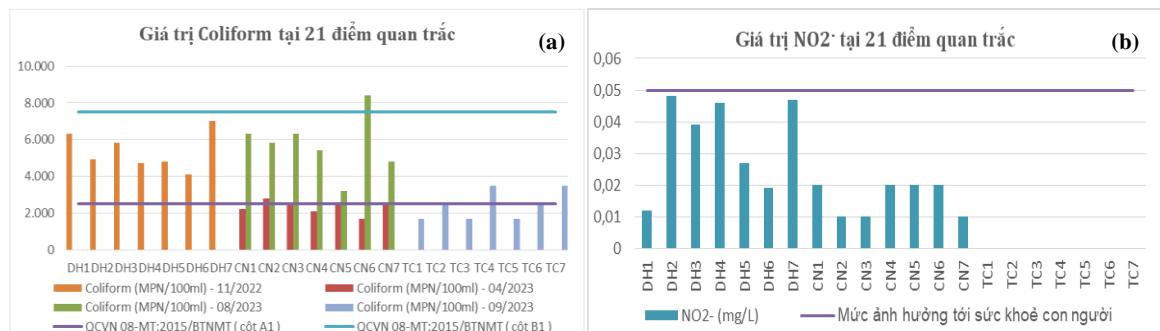 Giá trị Coliform tại 21 điểm quan trắc (a)
10.000
8.000
6.000
4.000
2.000
0.000
DH1 DH2 DH3 DH4 DH5 DH6 DH7 CN1 CN2 CN3 CN4 CN5 CN6 CN7 TC1 TC2 TC3 TC4 TC5 TC6 TC7
Coliform (MPN/100ml) - 11/2022 Coliform (MPN/100ml) - 04/2023
Coliform (MPN/100ml) - 08/2023 Coliform (MPN/100ml) - 09/2023
QCVN 08-MT:2015/BTNMT ( cột A1) QCVN 08-MT:2015/BTNMT ( cột B1)
Giá trị NO2- tại 21 điểm quan trắc (b)
0,06
0,05
0,04
0,03
0,02
0,01
0
DH1 DH2 DH3 DH4 DH5 DH6 DH7 CN1 CN2 CN3 CN4 CN5 CN6 CN7 TC1 TC2 TC3 TC4 TC5 TC6 TC7
NO2- (mg/L) Mức ảnh hưởng tới sức khoẻ con người